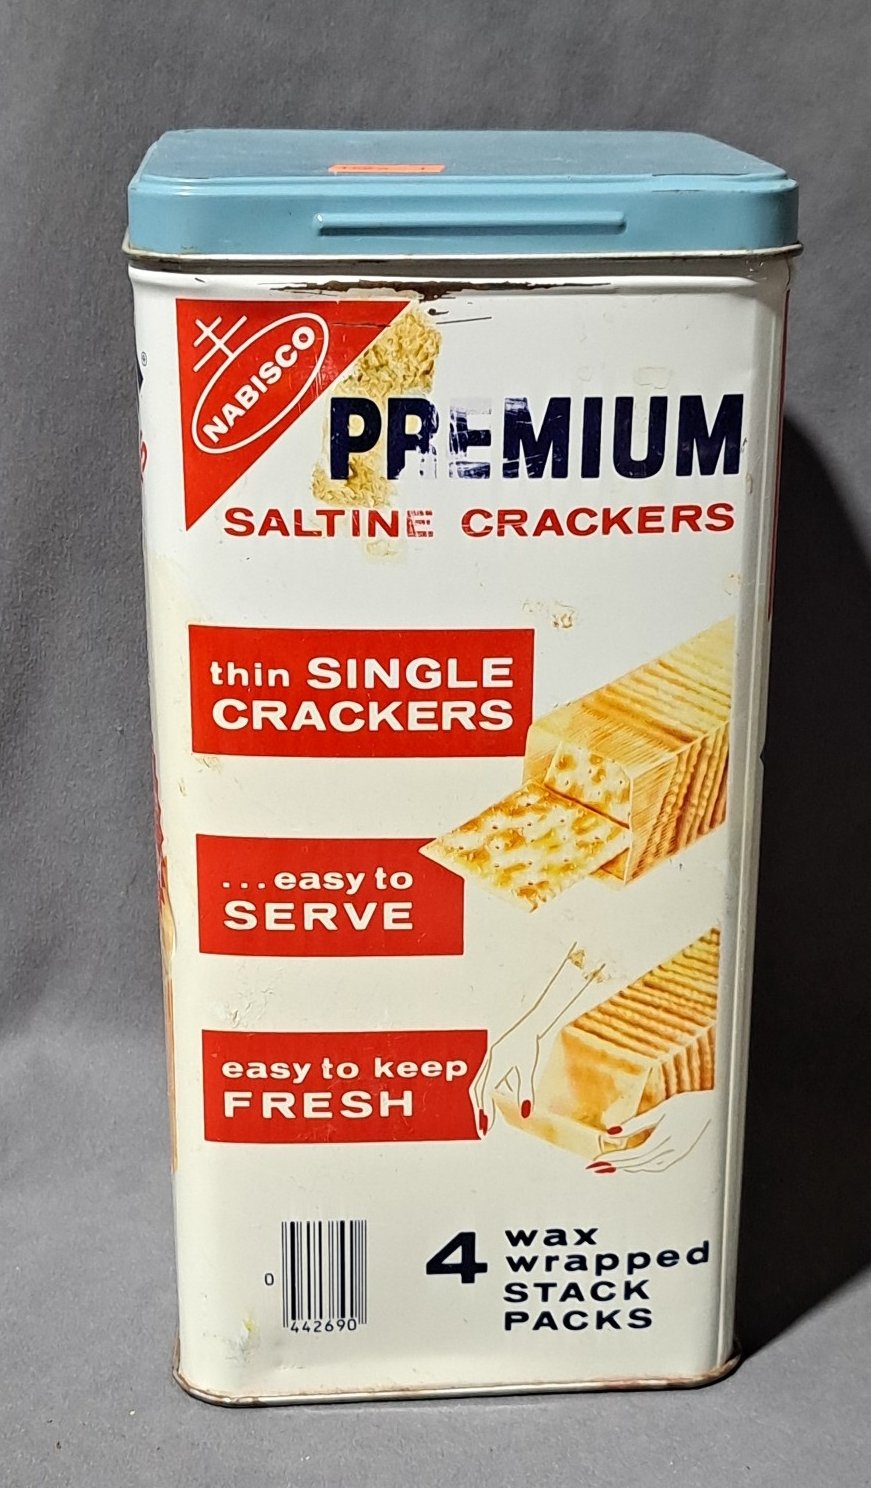 NABISCO
PREMIUM
SALTINE CRACKERS
thin SINGLE
CRACKERS
...easy to
SERVE
easy to keep
FRESH
4 wax
wrapped
STACK
PACKS
0
442690
®